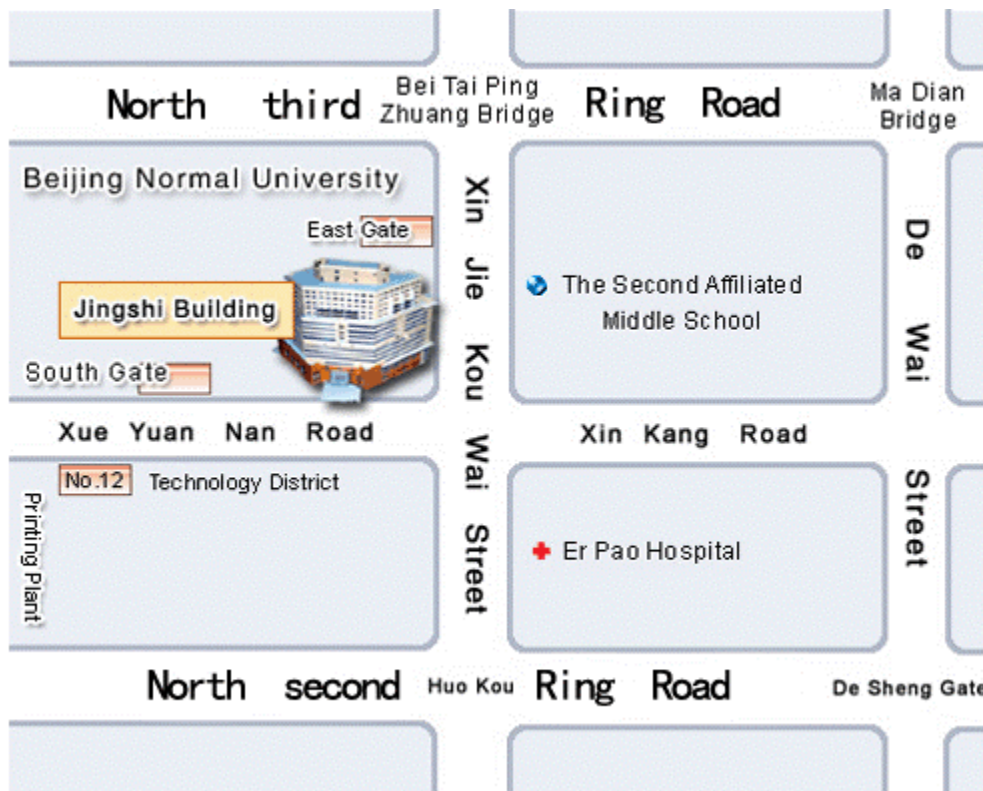 Bei Tai Ping
Zhuang Bridge
North third Ring Road
Ma Dian
Bridge
Beijing Normal University
East Gate
Jingshi Building
South Gate
Xin Jie Kou Wai Street
The Second Affiliated
Middle School
De Wai Street
Xue Yuan Nan Road
Xin Kang Road
No.12
Technology District
Printing Plant
Er Pao Hospital
North second Ring Road
Huo Kou
De Sheng Gate